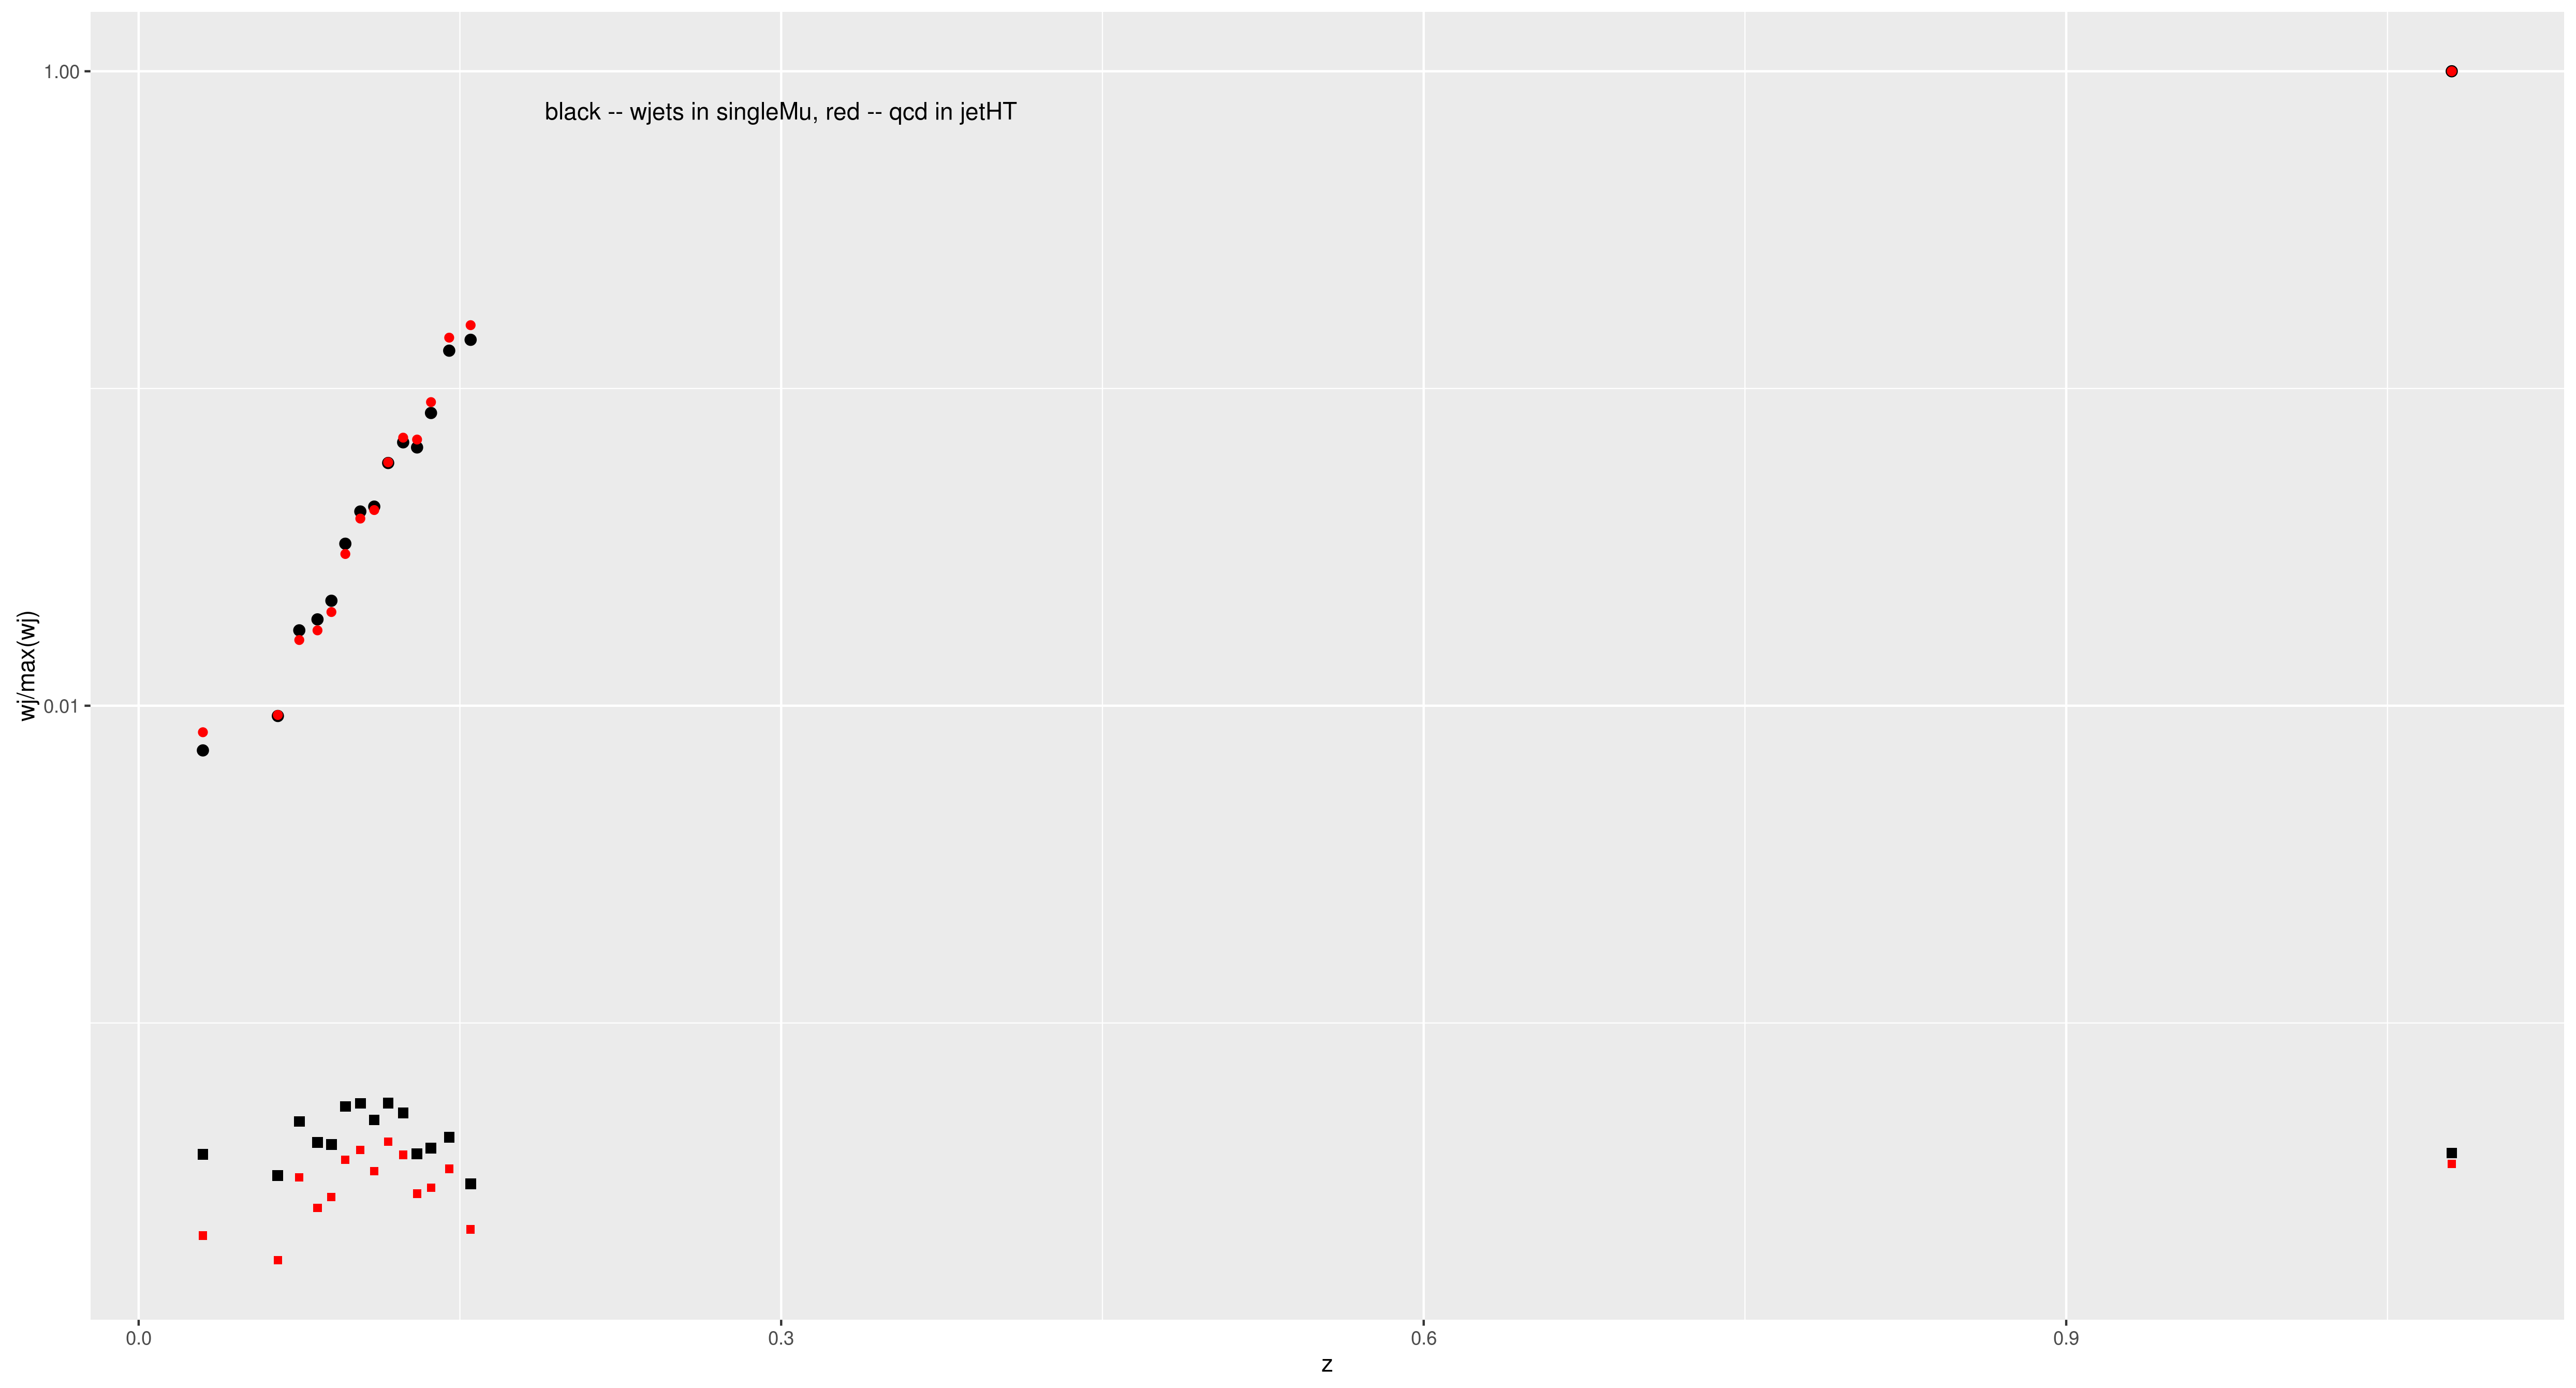 1.00
black -- wjets in singleMu, red -- qcd in jetHT
wj/max(wj)
0.01
0.0
0.3
0.6
0.9
z